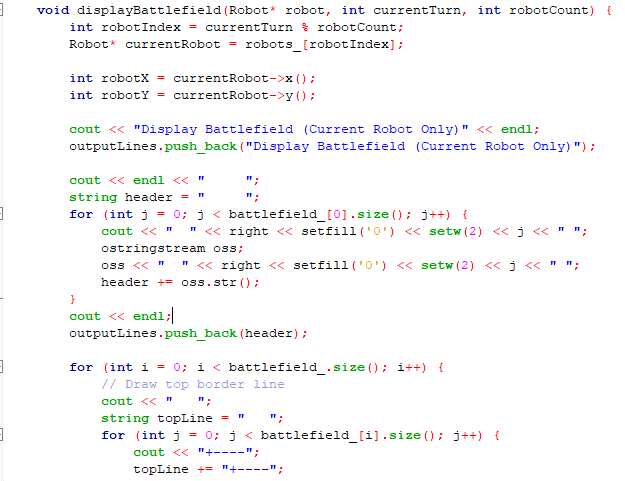 void displayBattlefield(Robot* robot, int currentTurn, int robotCount) {
    int robotIndex = currentTurn % robotCount;
    Robot* currentRobot = robots_[robotIndex];

    int robotX = currentRobot->x();
    int robotY = currentRobot->y();

    cout << "Display Battlefield (Current Robot Only)" << endl;
    outputLines.push_back("Display Battlefield (Current Robot Only)");

    cout << endl << "     ";
    string header = "     ";
    for (int j = 0; j < battlefield_[0].size(); j++) {
        cout << "  " << right << setfill('0') << setw(2) << j << " ";
        ostringstream oss;
        oss << "  " << right << setfill('0') << setw(2) << j << " ";
        header += oss.str();
    }
    cout << endl;
    outputLines.push_back(header);

    for (int i = 0; i < battlefield_.size(); i++) {
        // Draw top border line
        cout << "   ";
        string topLine = "   ";
        for (int j = 0; j < battlefield_[i].size(); j++) {
            cout << "+----";
            topLine += "+----";